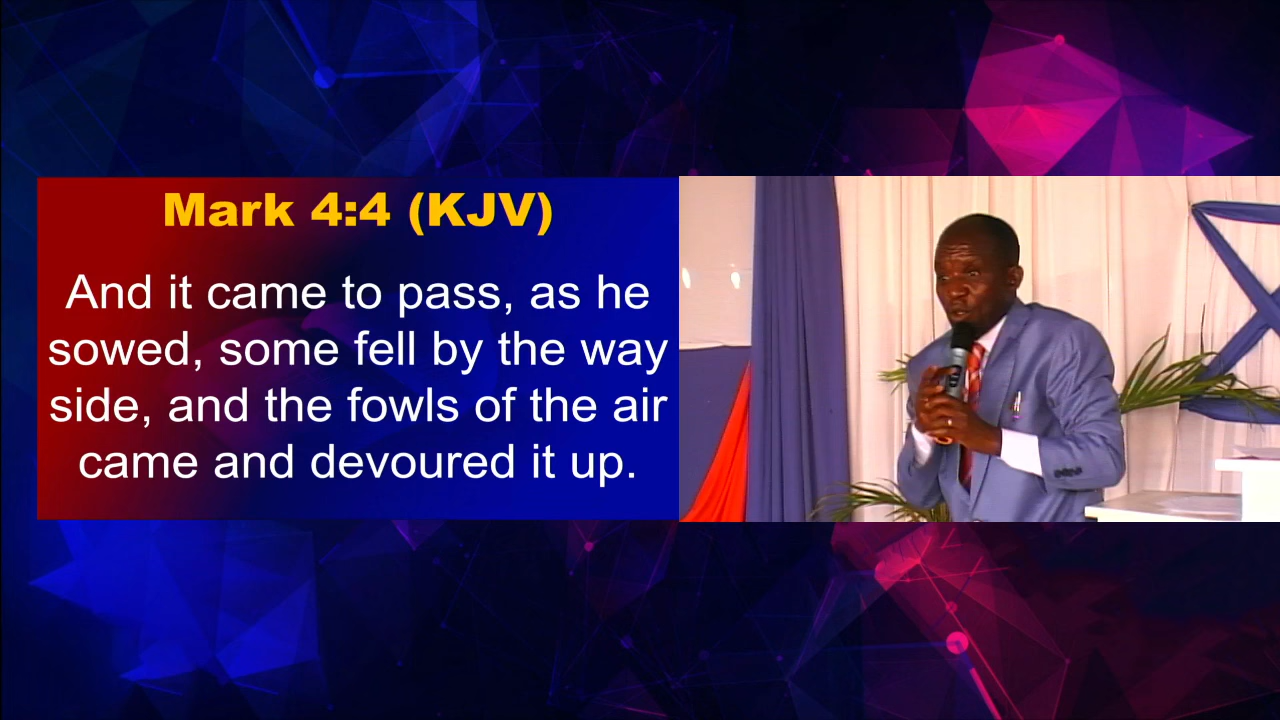 Mark 4:4 (KJV)
And it came to pass, as he
sowed, some fell by the way
side, and the fowls of the air
came and devoured it up.